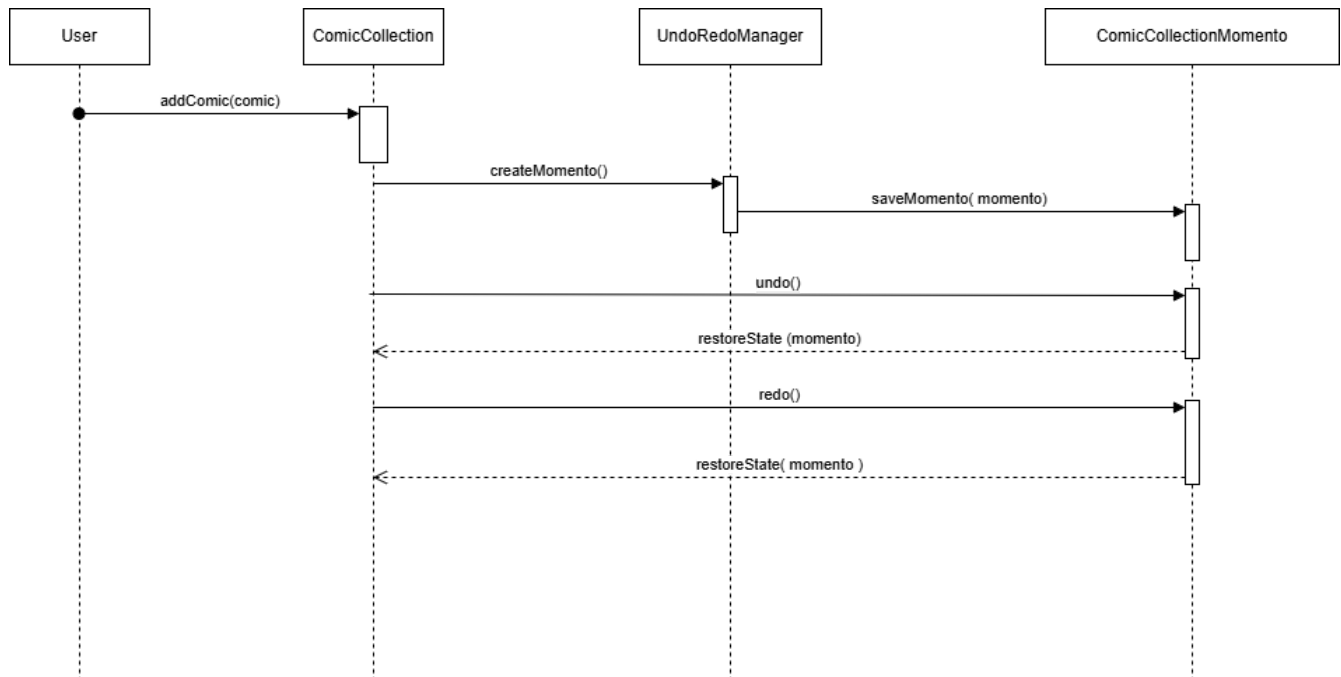 User
ComicCollection
UndoRedoManager
ComicCollectionMomento
addComic(comic)
createMomento()
saveMomento( momento)
undo()
restoreState (momento)
redo()
restoreState( momento )